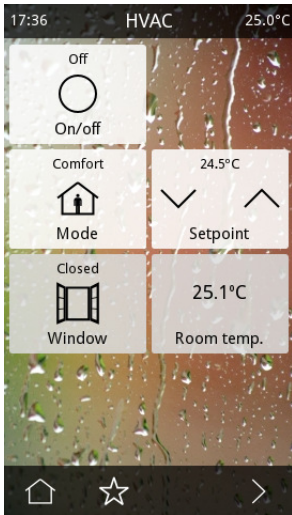 17:36 HVAC 25.0°C
Off
On/off
Comfort
Mode
24.5°C
Setpoint
Closed
Window
25.1°C
Room temp.